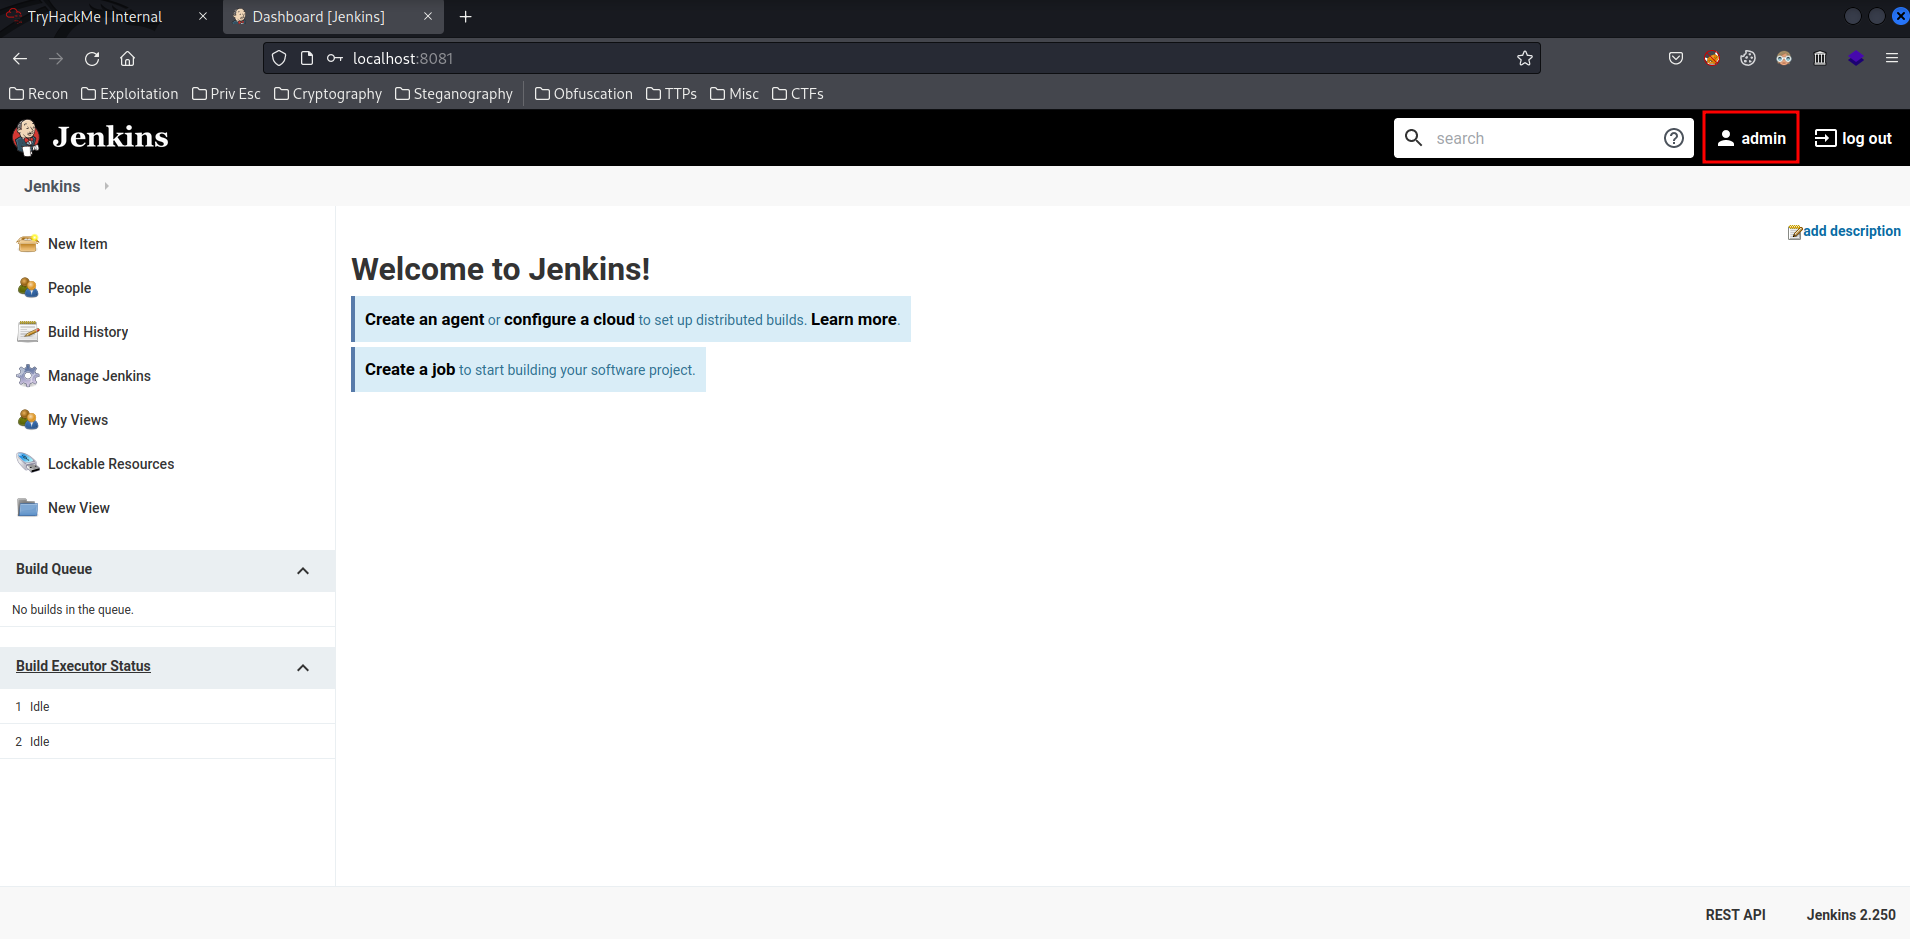 TryHackMe | Internal
Dashboard [Jenkins]
localhost:8081
Recon Exploitation Priv Esc Cryptography Steganography Obfuscation TTPs Misc CTFs
Jenkins
search
admin
log out
Jenkins
New Item
People
Build History
Manage Jenkins
My Views
Lockable Resources
New View
Build Queue
No builds in the queue.
Build Executor Status
1 Idle
2 Idle
add description
Welcome to Jenkins!
Create an agent or configure a cloud to set up distributed builds. Learn more.
Create a job to start building your software project.
REST API Jenkins 2.250